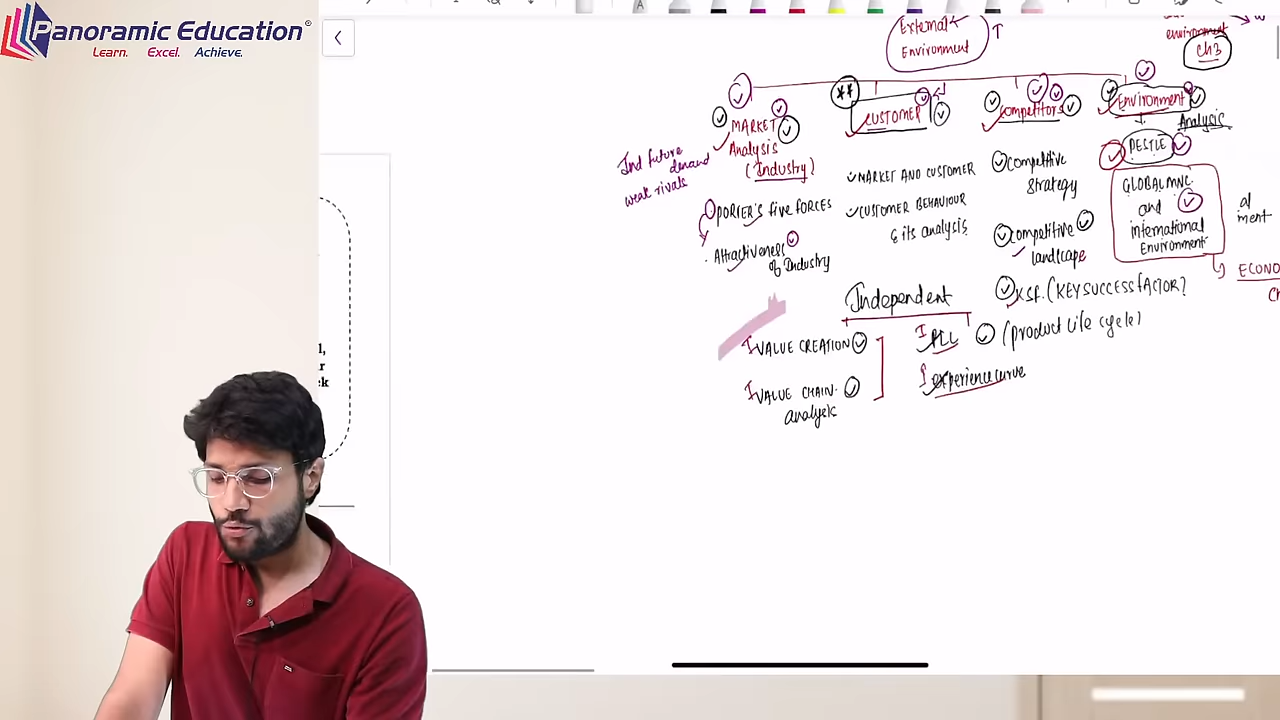 Panoramic Education®
Learn. Excel. Achieve.
External
Environment
environment
Ch3
MARKET
Analysis
(Industry)
Ind future
demand
weak rivals
PORTER'S five FORCES
Attractiveness
of Industry
**
CUSTOMER
MARKET AND CUSTOMER
CUSTOMER BEHAVIOUR
& its analysis
Competitors
Competitive
Strategy
Competitive
landscape
KSF. (KEY SUCCESS FACTOR)
Environment
Analysis
PESTLE
GLOBAL MNC
and
international
Environment
al
ment
ECONO
Independent
VALUE CREATION
VALUE CHAIN
analysis
PLC (product life cycle)
experience curve
l,
r
k